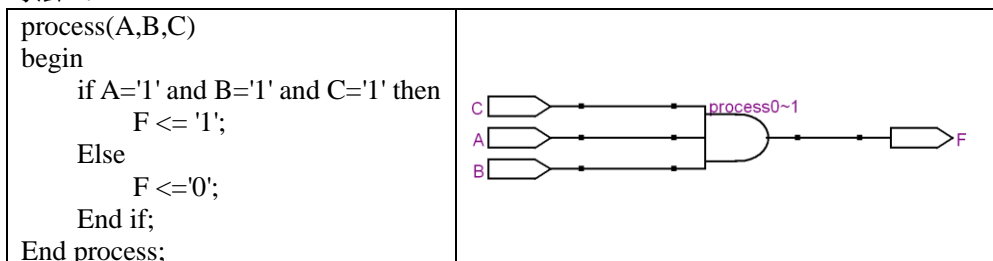 process(A,B,C)
begin
if A='1' and B='1' and C='1' then
F <= '1';
Else
F <='0';
End if;
End process;
process0~1
C
A
B
F